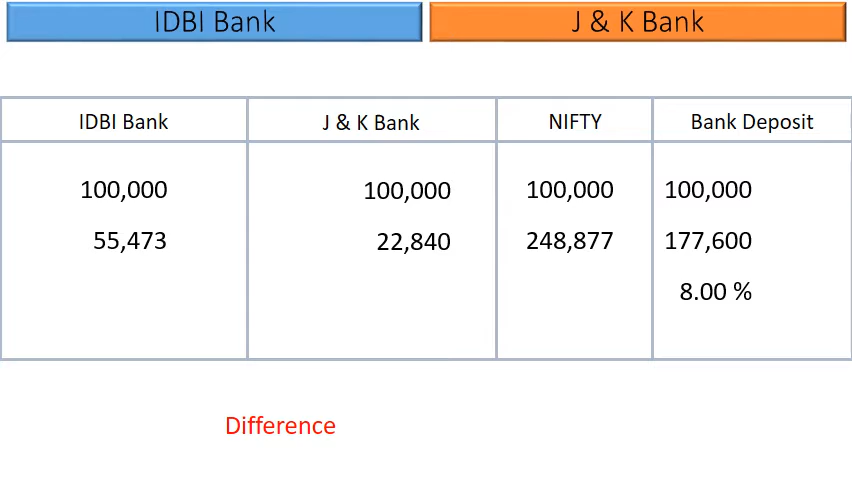 IDBI Bank J & K Bank
IDBI Bank J & K Bank NIFTY Bank Deposit
100,000 100,000 100,000 100,000
55,473 22,840 248,877 177,600
8.00 %
Difference